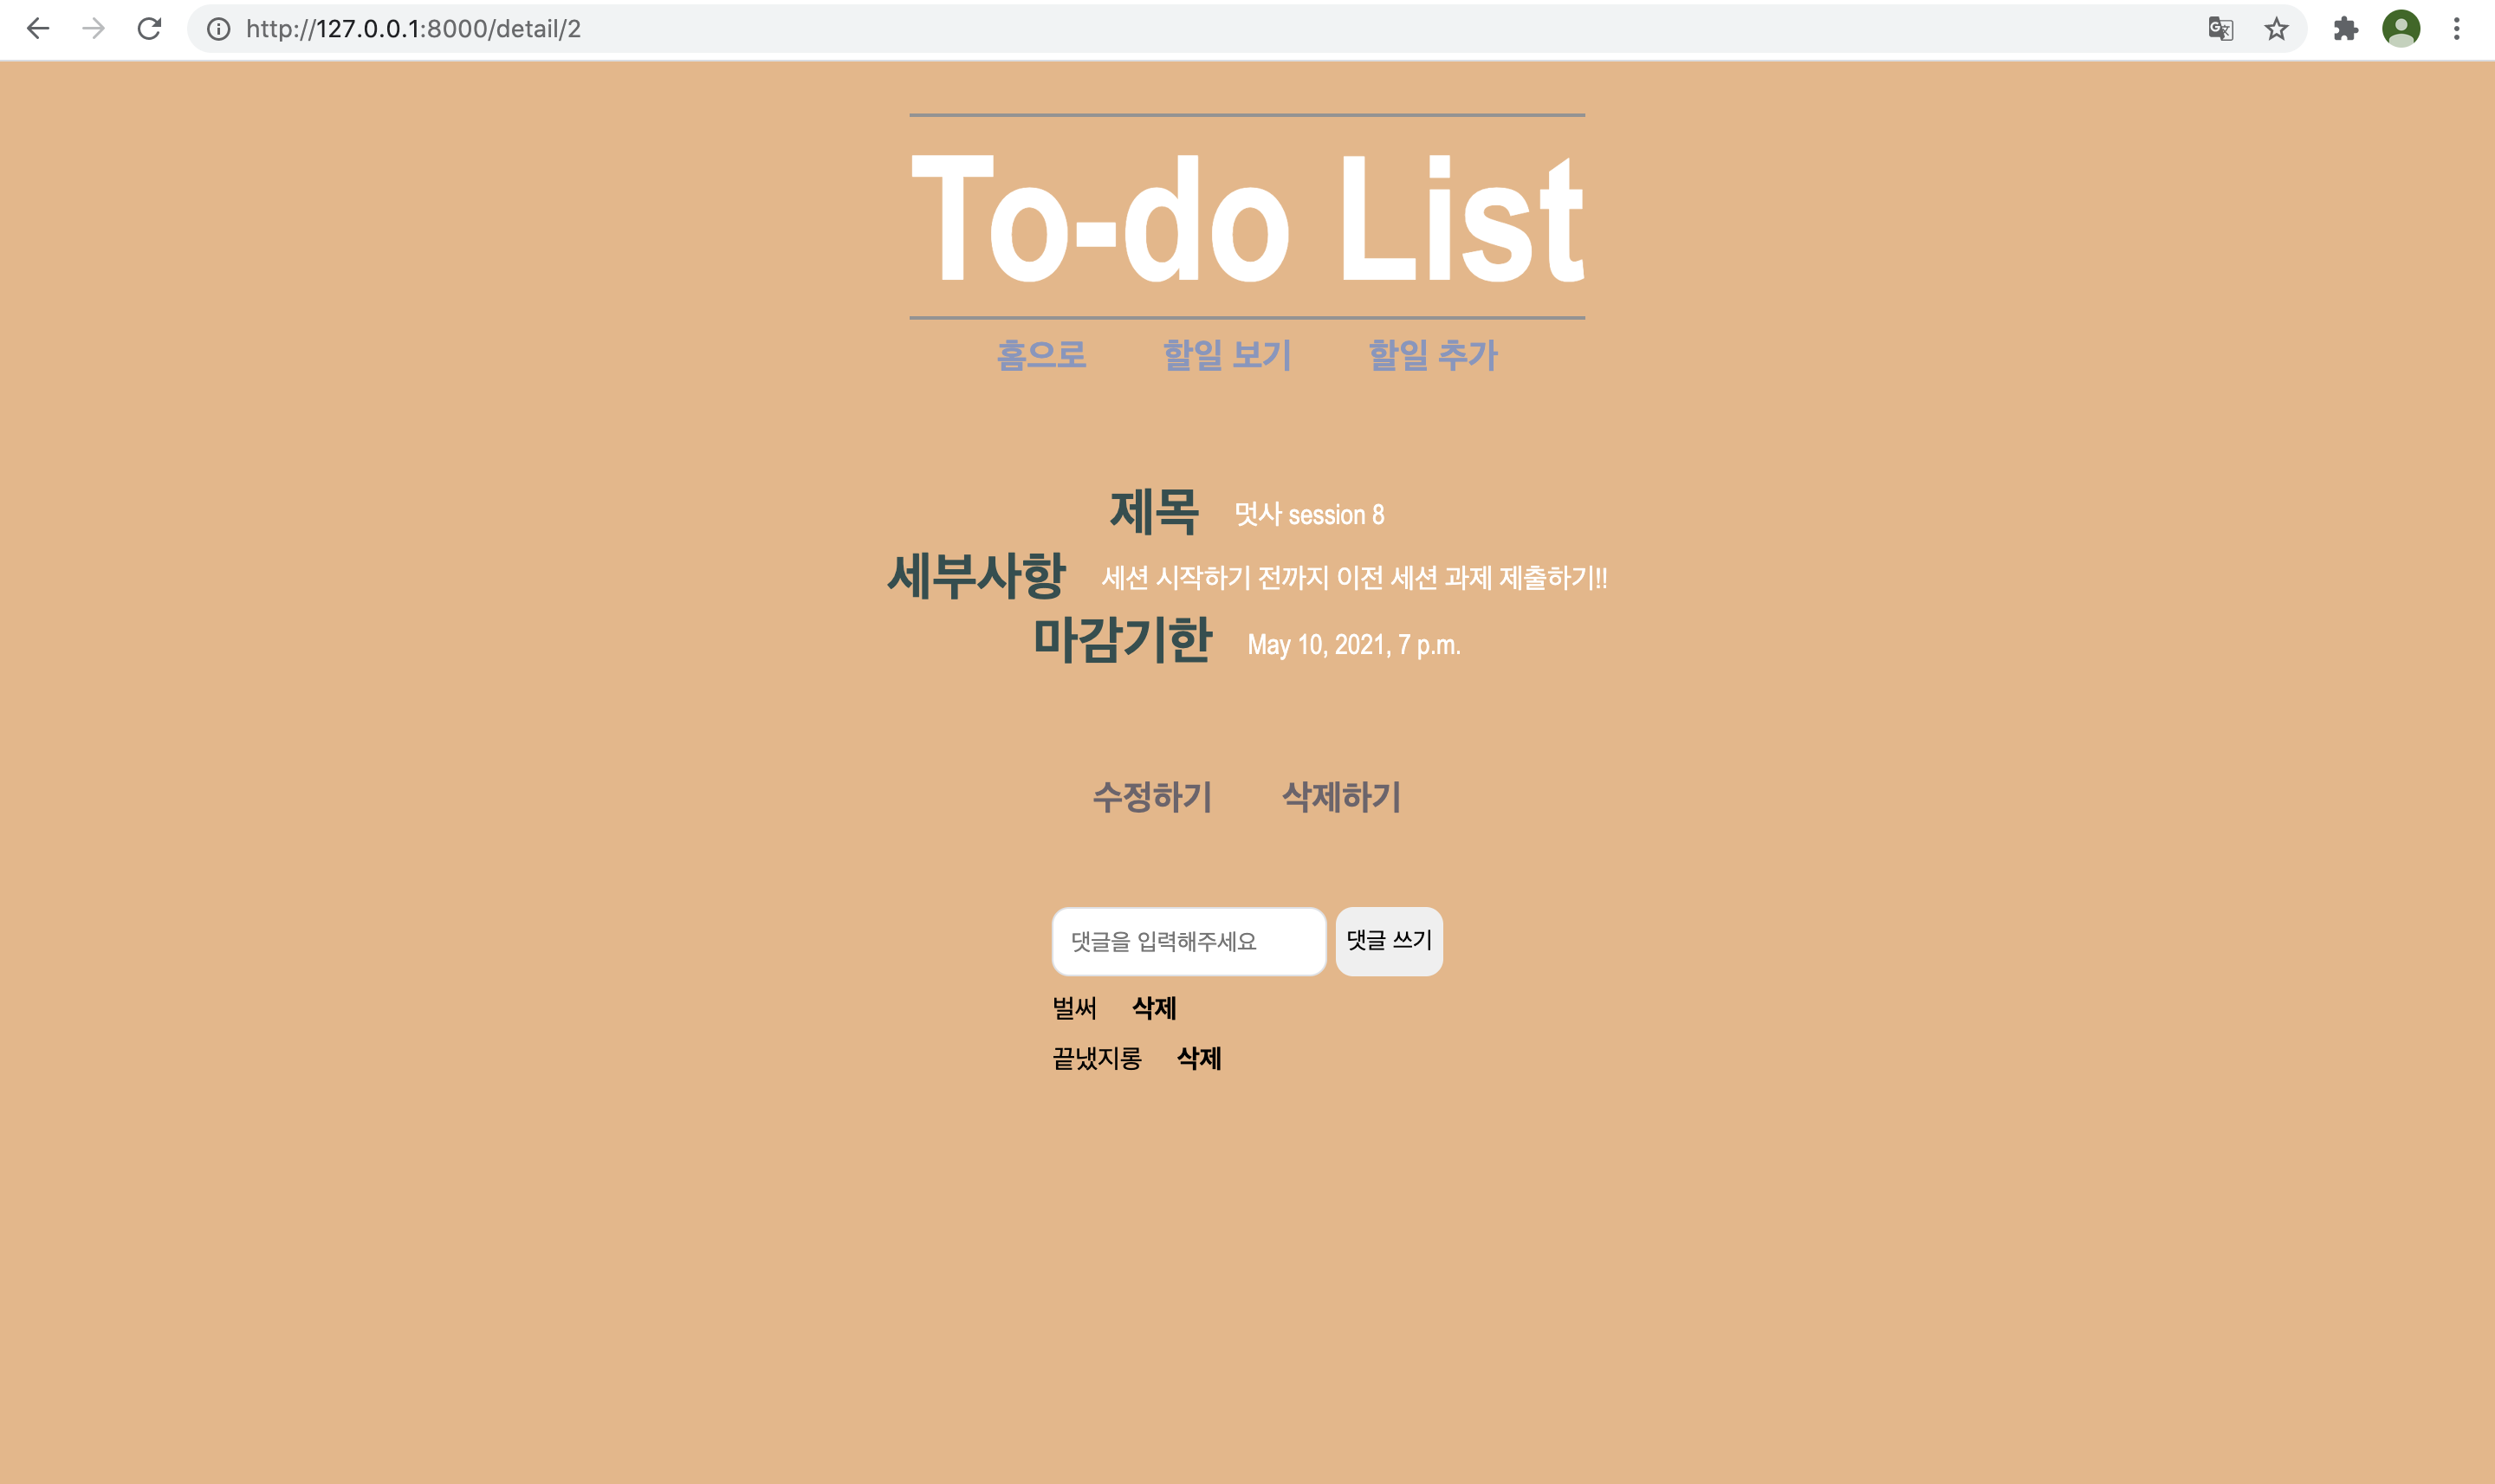 http://127.0.0.1:8000/detail/2
To-do List
홈으로 할일 보기 할일 추가
제목 멋사 session 8
세부사항 세션 시작하기 전까지 이전 세션 과제 제출하기!!
마감기한 May 10, 2021, 7 p.m.
수정하기 삭제하기
댓글을 입력해주세요 댓글 쓰기
벌써 삭제
끝냈지롱 삭제